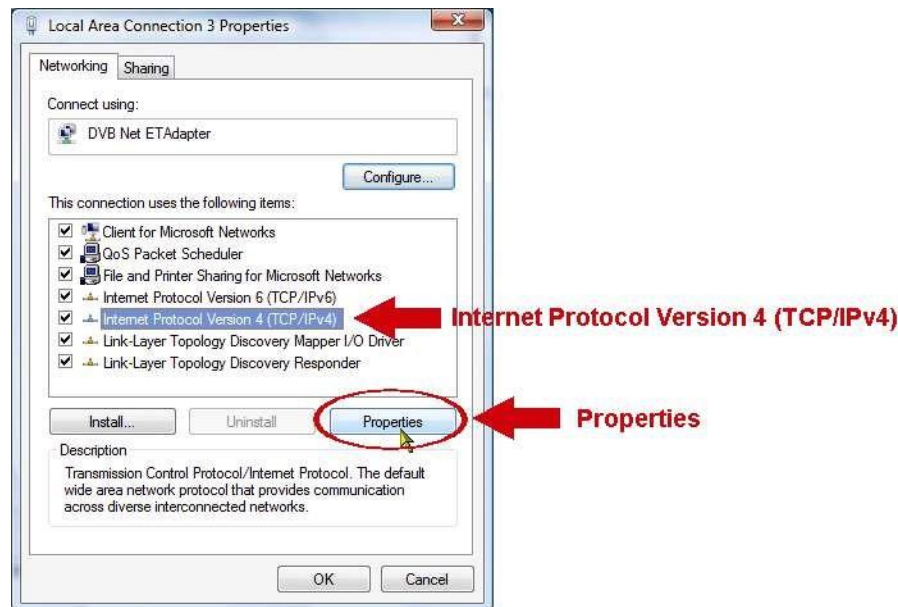 Local Area Connection 3 Properties
Networking Sharing
Connect using:
DVB Net ETAdapter
Configure...
This connection uses the following items:
Client for Microsoft Networks
QoS Packet Scheduler
File and Printer Sharing for Microsoft Networks
Internet Protocol Version 6 (TCP/IPv6)
Internet Protocol Version 4 (TCP/IPv4)
Internet Protocol Version 4 (TCP/IPv4)
Link-Layer Topology Discovery Mapper I/O Driver
Link-Layer Topology Discovery Responder
Install... Uninstall Properties
Properties
Description
Transmission Control Protocol/Internet Protocol. The default
wide area network protocol that provides communication
across diverse interconnected networks.
OK Cancel